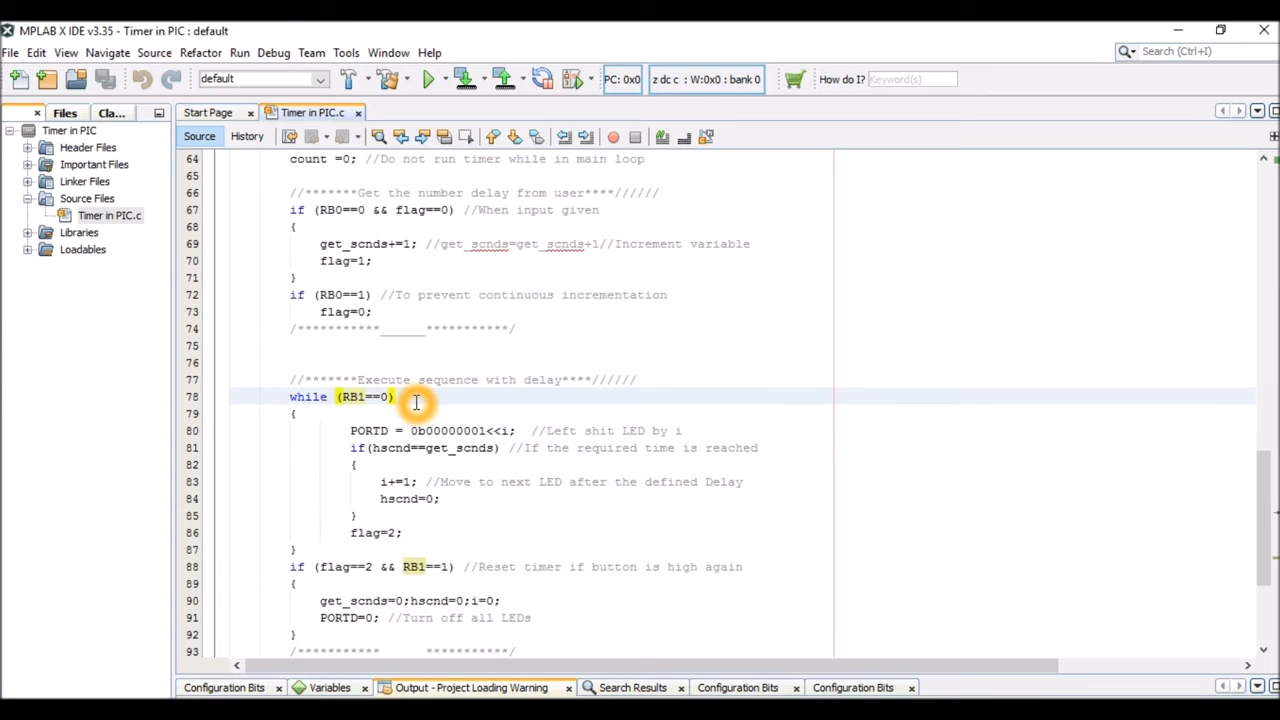 MPLAB X IDE v3.35 - Timer in PIC : default
File Edit View Navigate Source Refactor Run Debug Team Tools Window Help
Search (Ctrl+I)
default
PC: 0x0
z dc c : W:0x0 : bank 0
How do I?
Keyword(s)
Files
Cla...
Start Page
Timer in PIC.c
Timer in PIC
Header Files
Important Files
Linker Files
Source Files
Timer in PIC.c
Libraries
Loadables
Source History
64 count =0; //Do not run timer while in main loop
65
66 //*******Get the number delay from user****//////
67 if (RB0==0 && flag==0) //When input given
68 {
69 get_scnds+=1; //get_scnds=get_scnds+1//Increment variable
70 flag=1;
71 }
72 if (RB0==1) //To prevent continuous incrementation
73 flag=0;
74 /***********______***********/
75
76
77 //*******Execute sequence with delay****//////
78 while (RB1==0)
79 {
80 PORTD = 0b00000001<<i; //Left shit LED by i
81 if(hscnd==get_scnds) //If the required time is reached
82 {
83 i+=1; //Move to next LED after the defined Delay
84 hscnd=0;
85 }
86 flag=2;
87 }
88 if (flag==2 && RB1==1) //Reset timer if button is high again
89 {
90 get_scnds=0;hscnd=0;i=0;
91 PORTD=0; //Turn off all LEDs
92 }
93 /*********** ***********/
Configuration Bits
Variables
Output - Project Loading Warning
Search Results
Configuration Bits
Configuration Bits